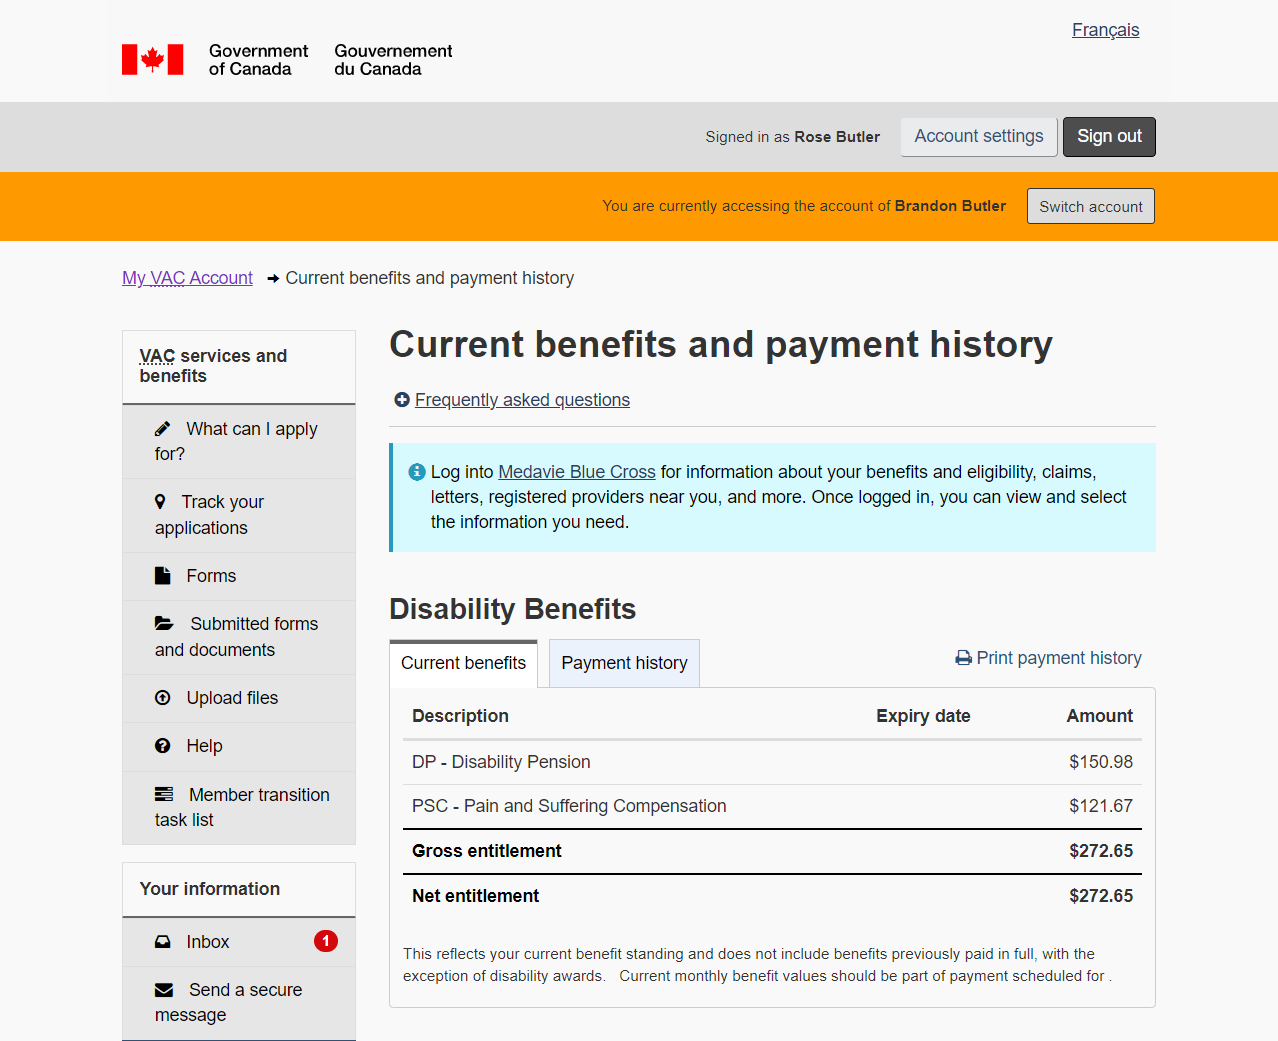 Français
Government of Canada
Gouvernement du Canada
Signed in as Rose Butler
Account settings
Sign out
You are currently accessing the account of Brandon Butler
Switch account
My VAC Account
Current benefits and payment history
VAC services and
benefits
What can I apply
for?
Track your
applications
Forms
Submitted forms
and documents
Upload files
Help
Member transition
task list
Your information
Inbox 1
Send a secure
message
Current benefits and payment history
Frequently asked questions
Log into Medavie Blue Cross for information about your benefits and eligibility, claims,
letters, registered providers near you, and more. Once logged in, you can view and select
the information you need.
Disability Benefits
Current benefits
Payment history
Print payment history
Description Expiry date Amount
DP - Disability Pension $150.98
PSC - Pain and Suffering Compensation $121.67
Gross entitlement $272.65
Net entitlement $272.65
This reflects your current benefit standing and does not include benefits previously paid in full, with the
exception of disability awards. Current monthly benefit values should be part of payment scheduled for .